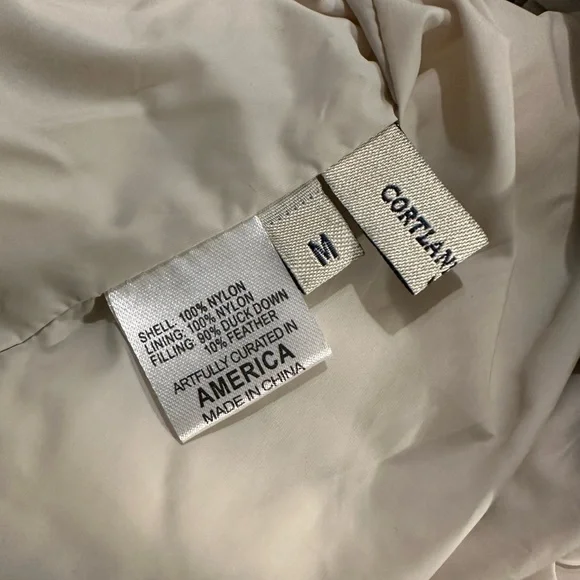 SHELL: 100% NYLON
LINING: 100% NYLON
FILLING: 90% DUCK DOWN
10% FEATHER
ARTFULLY CURATED IN
AMERICA
MADE IN CHINA
M
CORTLAN